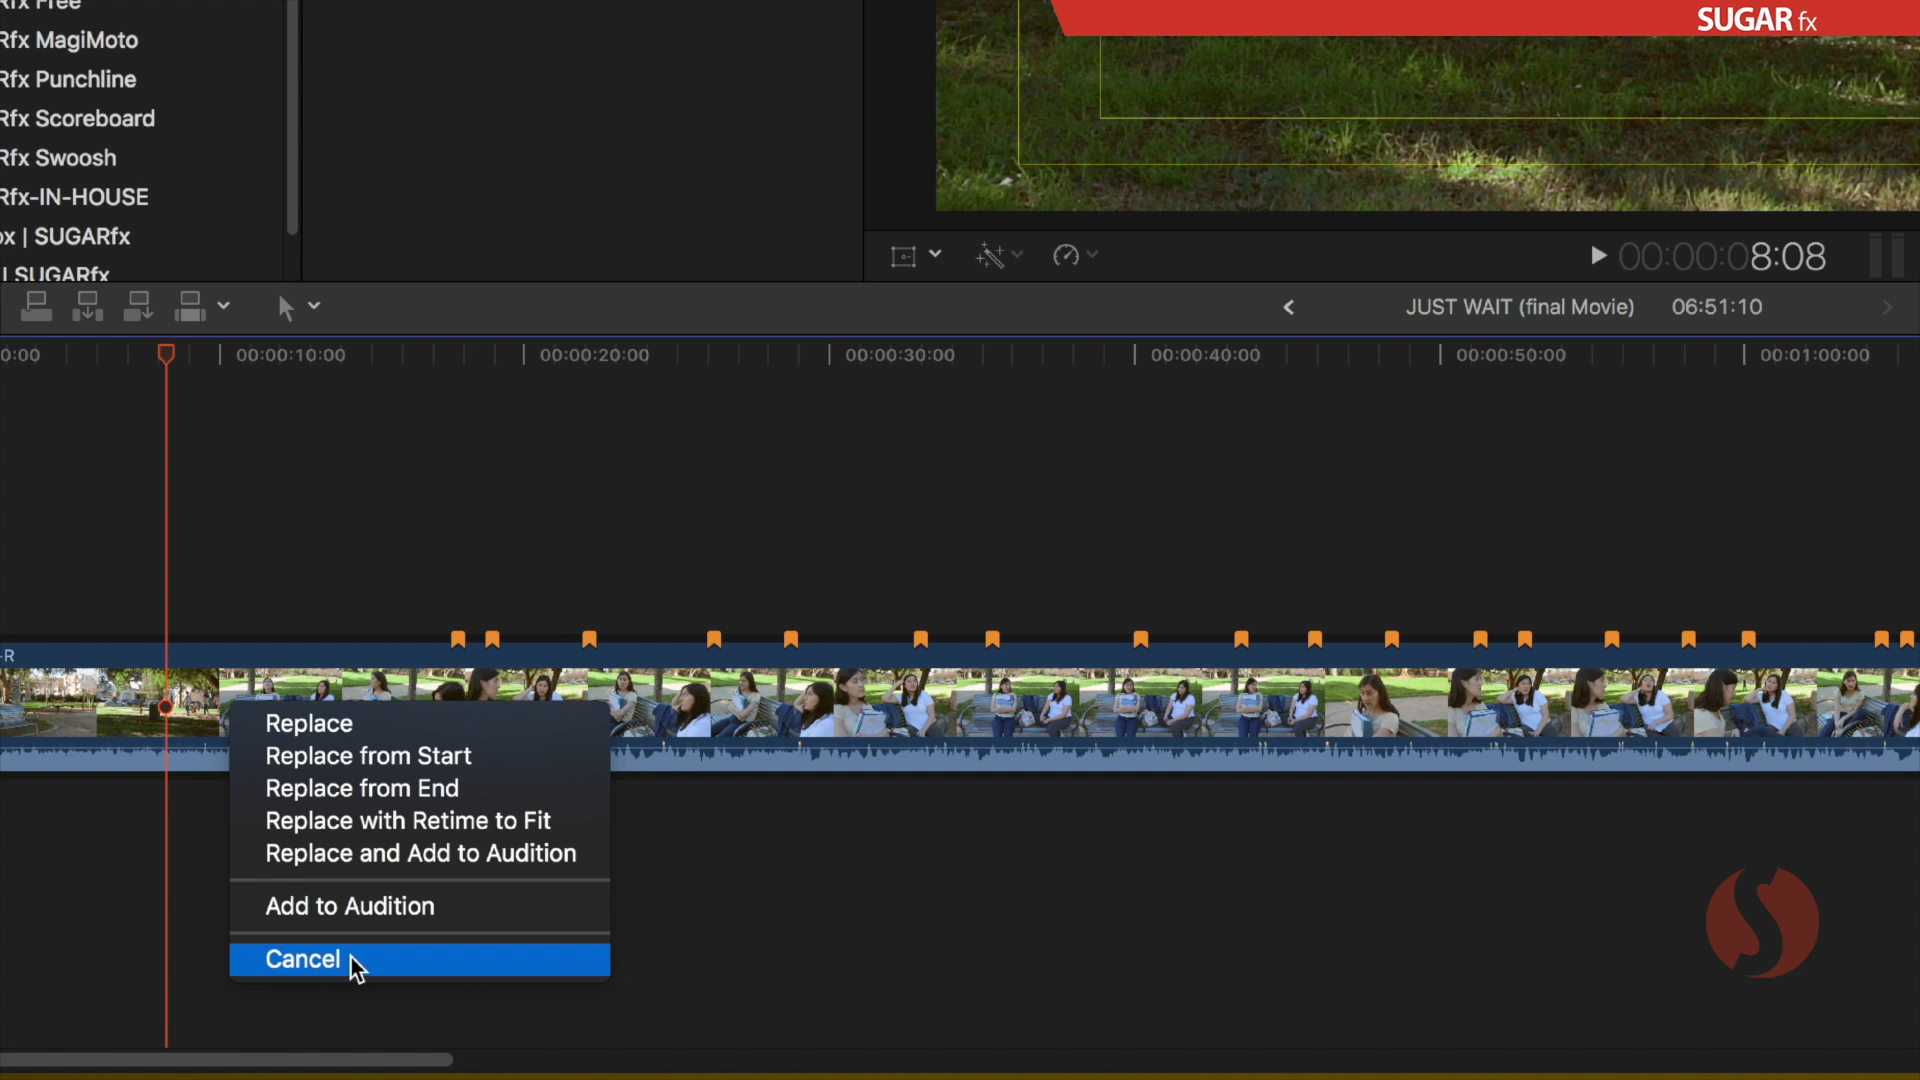 Rfx Free
Rfx MagiMoto
Rfx Punchline
Rfx Scoreboard
Rfx Swoosh
Rfx-IN-HOUSE
ox | SUGARfx
| SUGARfx
SUGAR fx
00:00:08:08
JUST WAIT (final Movie) 06:51:10
0:00 00:00:10:00 00:00:20:00 00:00:30:00 00:00:40:00 00:00:50:00 00:01:00:00
-R
Replace
Replace from Start
Replace from End
Replace with Retime to Fit
Replace and Add to Audition
Add to Audition
Cancel